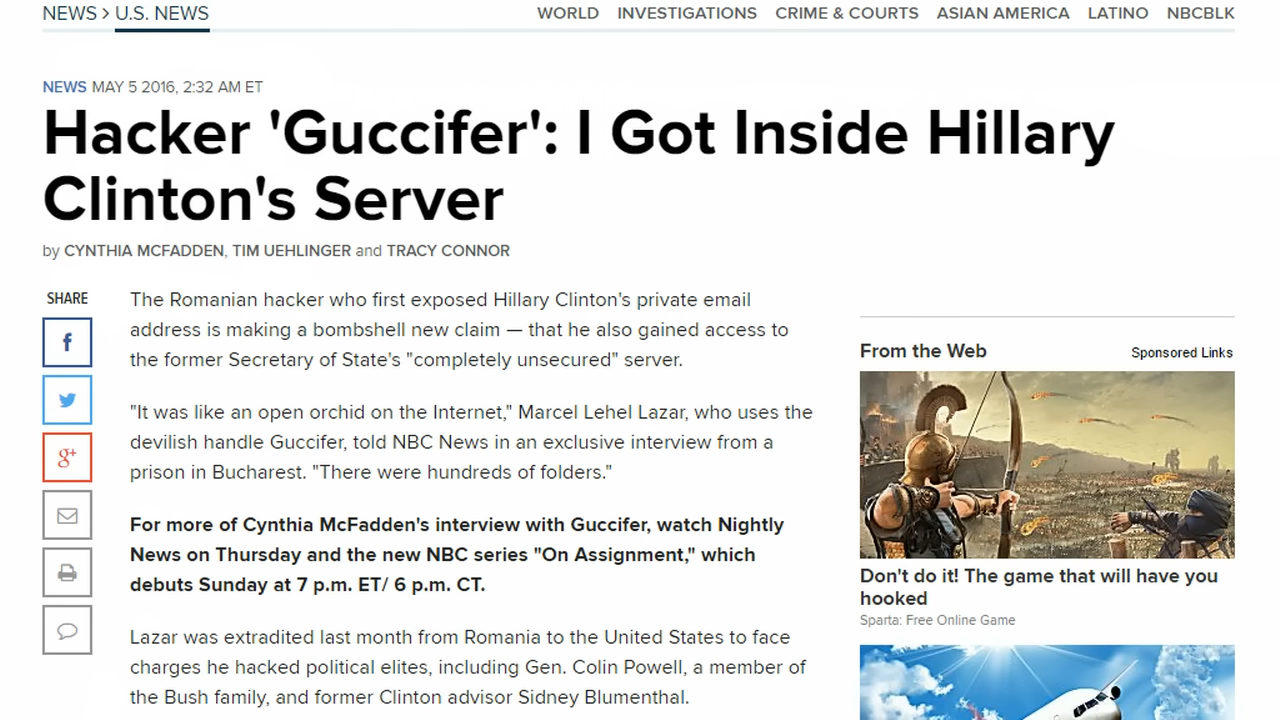 NEWS > U.S. NEWS
WORLD INVESTIGATIONS CRIME & COURTS ASIAN AMERICA LATINO NBCBLK
NEWS MAY 5 2016, 2:32 AM ET
Hacker 'Guccifer': I Got Inside Hillary
Clinton's Server
by CYNTHIA MCFADDEN, TIM UEHLINGER and TRACY CONNOR
SHARE
f
g+
The Romanian hacker who first exposed Hillary Clinton's private email
address is making a bombshell new claim — that he also gained access to
the former Secretary of State's "completely unsecured" server.
"It was like an open orchid on the Internet," Marcel Lehel Lazar, who uses the
devilish handle Guccifer, told NBC News in an exclusive interview from a
prison in Bucharest. "There were hundreds of folders."
For more of Cynthia McFadden's interview with Guccifer, watch Nightly
News on Thursday and the new NBC series "On Assignment," which
debuts Sunday at 7 p.m. ET/ 6 p.m. CT.
Lazar was extradited last month from Romania to the United States to face
charges he hacked political elites, including Gen. Colin Powell, a member of
the Bush family, and former Clinton advisor Sidney Blumenthal.
From the Web Sponsored Links
Don't do it! The game that will have you
hooked
Sparta: Free Online Game